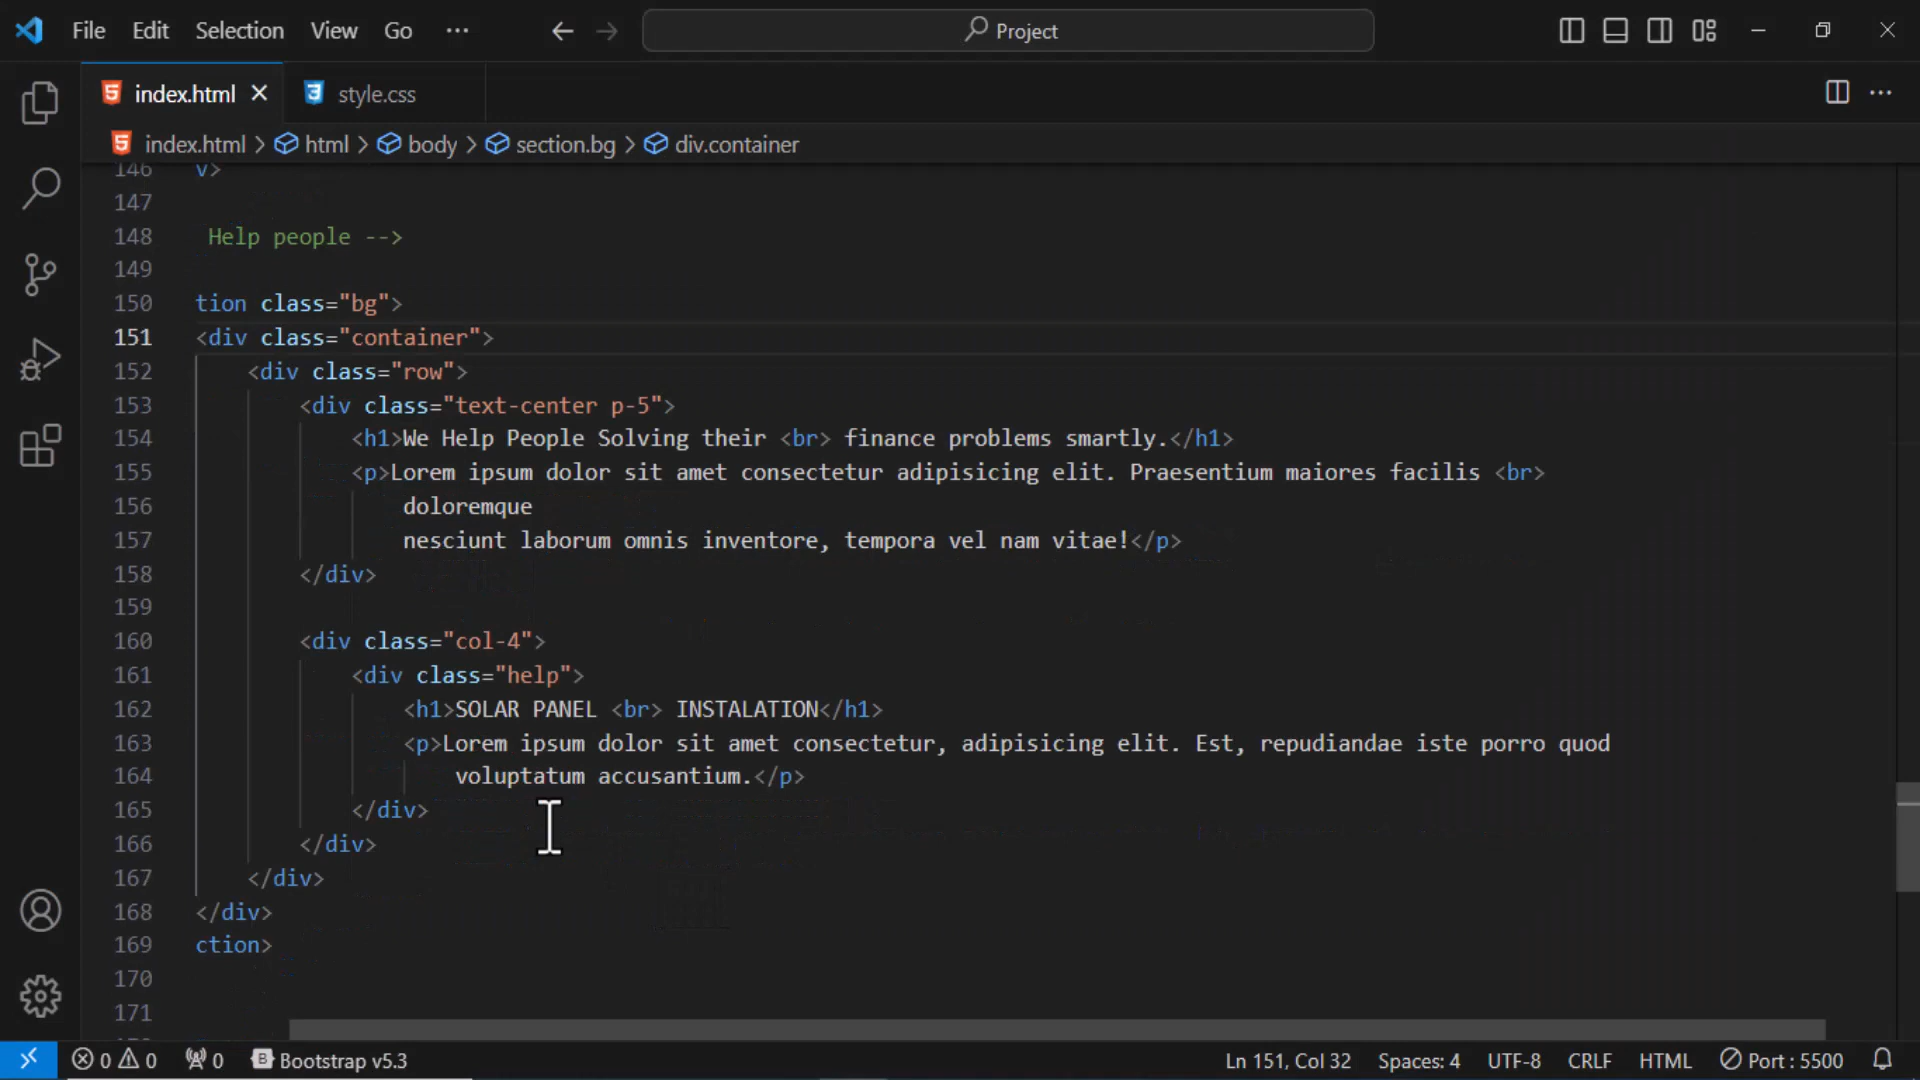 File Edit Selection View Go ··· Project
index.html style.css
index.html > html > body > section.bg > div.container
146 v>
147
148 Help people -->
149
150 tion class="bg">
151 <div class="container">
152 <div class="row">
153 <div class="text-center p-5">
154 <h1>We Help People Solving their <br> finance problems smartly.</h1>
155 <p>Lorem ipsum dolor sit amet consectetur adipisicing elit. Praesentium maiores facilis <br>
156 doloremque
157 nesciunt laborum omnis inventore, tempora vel nam vitae!</p>
158 </div>
159
160 <div class="col-4">
161 <div class="help">
162 <h1>SOLAR PANEL <br> INSTALATION</h1>
163 <p>Lorem ipsum dolor sit amet consectetur, adipisicing elit. Est, repudiandae iste porro quod
164 voluptatum accusantium.</p>
165 </div>
166 </div>
167 </div>
168 </div>
169 ction>
170
171
0 0 0 B Bootstrap v5.3 Ln 151, Col 32 Spaces: 4 UTF-8 CRLF HTML Port : 5500